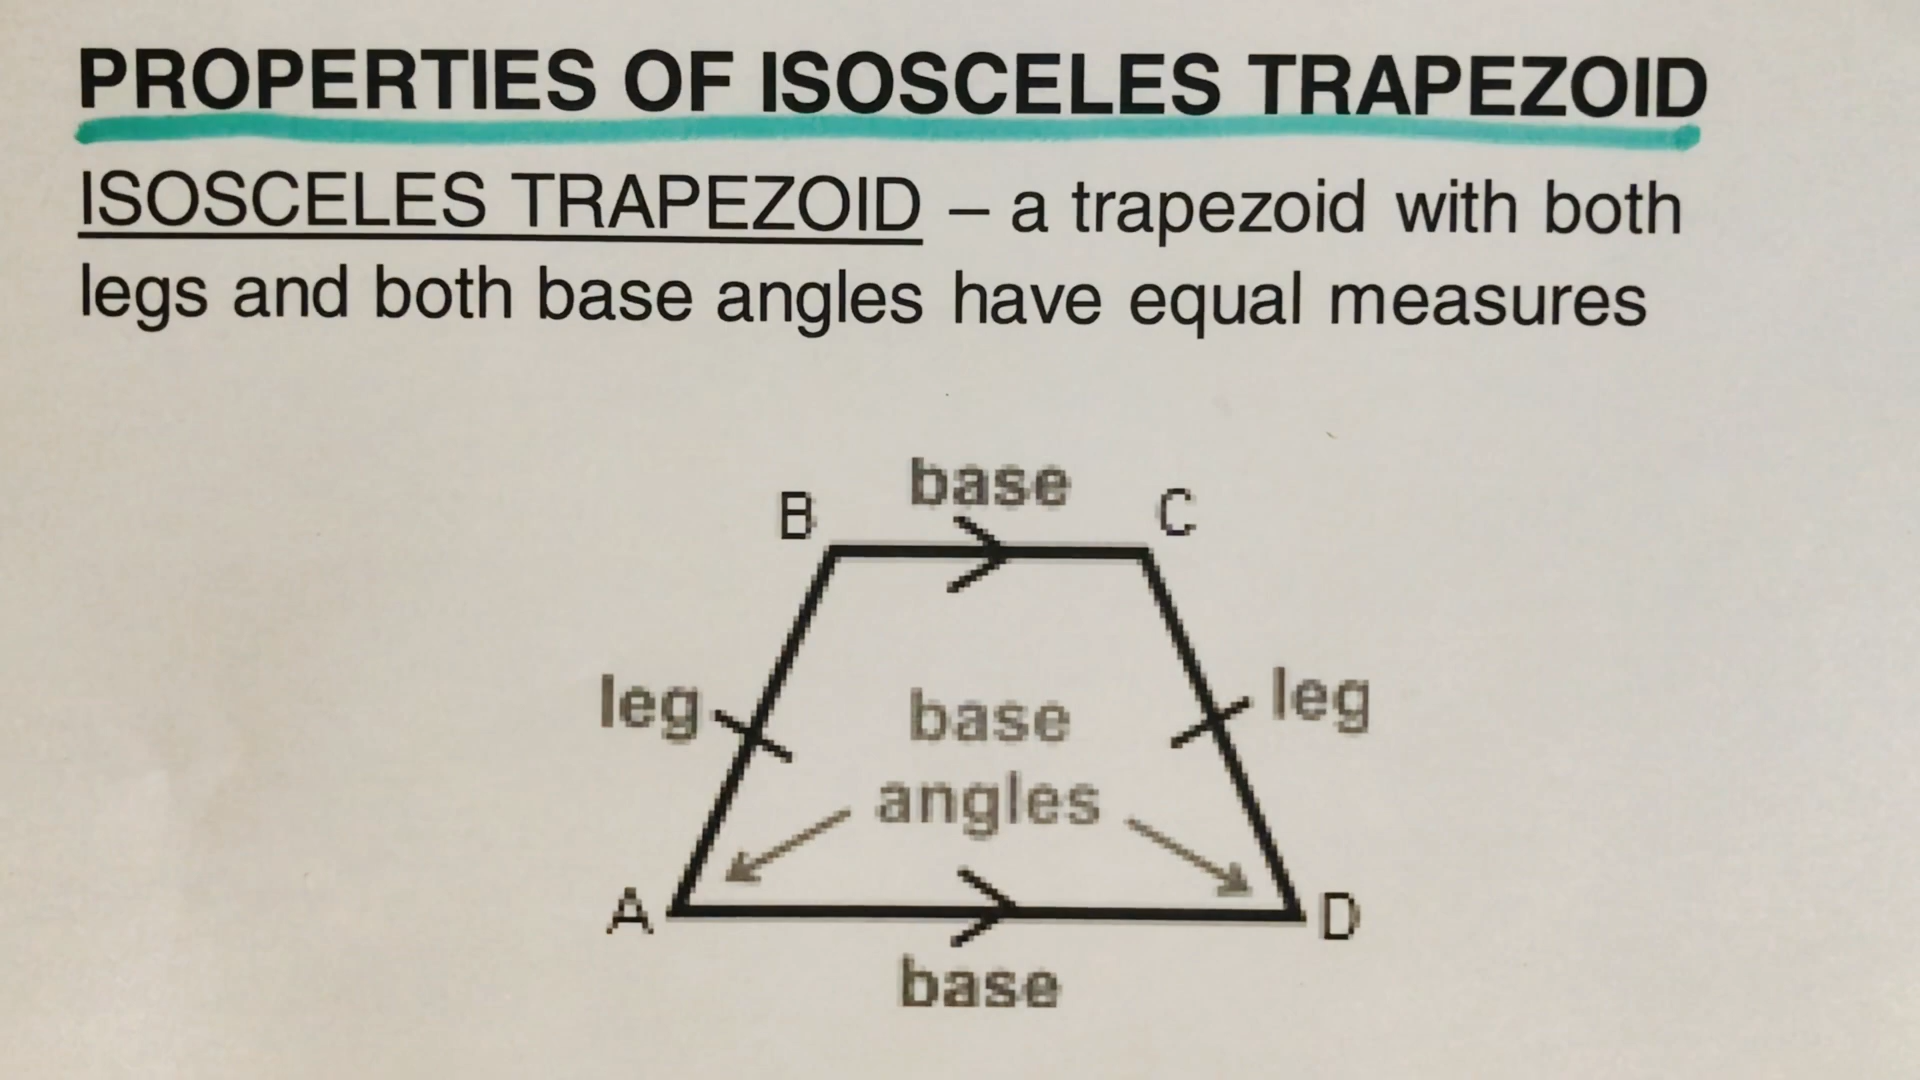 PROPERTIES OF ISOSCELES TRAPEZOID
ISOSCELES TRAPEZOID – a trapezoid with both
legs and both base angles have equal measures
base
B
C
leg
leg
base
angles
A
D
base